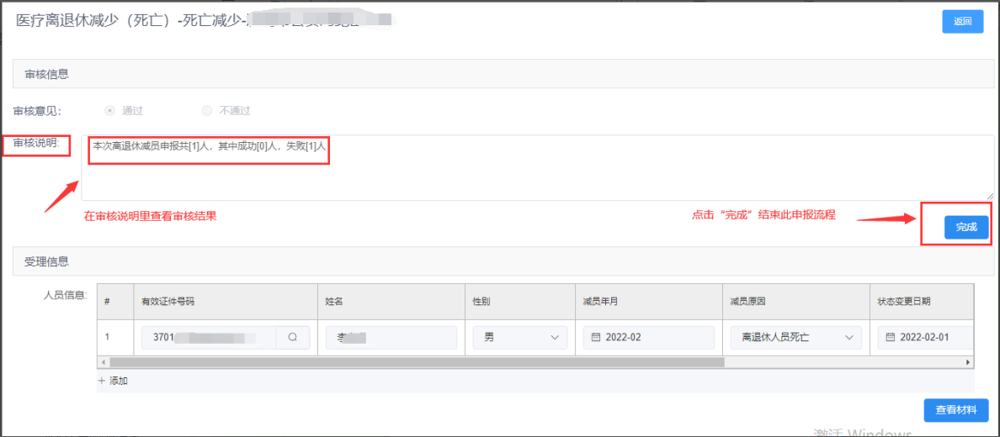 医疗离退休减少（死亡）-死亡减少-
返回
审核信息
审核意见:
通过
不通过
审核说明:
本次离退休减员申报共[1]人，其中成功[0]人，失败[1]人
在审核说明里查看审核结果
点击“完成”结束此申报流程
完成
受理信息
人员信息:
# 有效证件号码 姓名 性别 减员年月 减员原因 状态变更日期
1 3701 李 男 2022-02 离退休人员死亡 2022-02-01
+ 添加
查看材料
激活 Windows